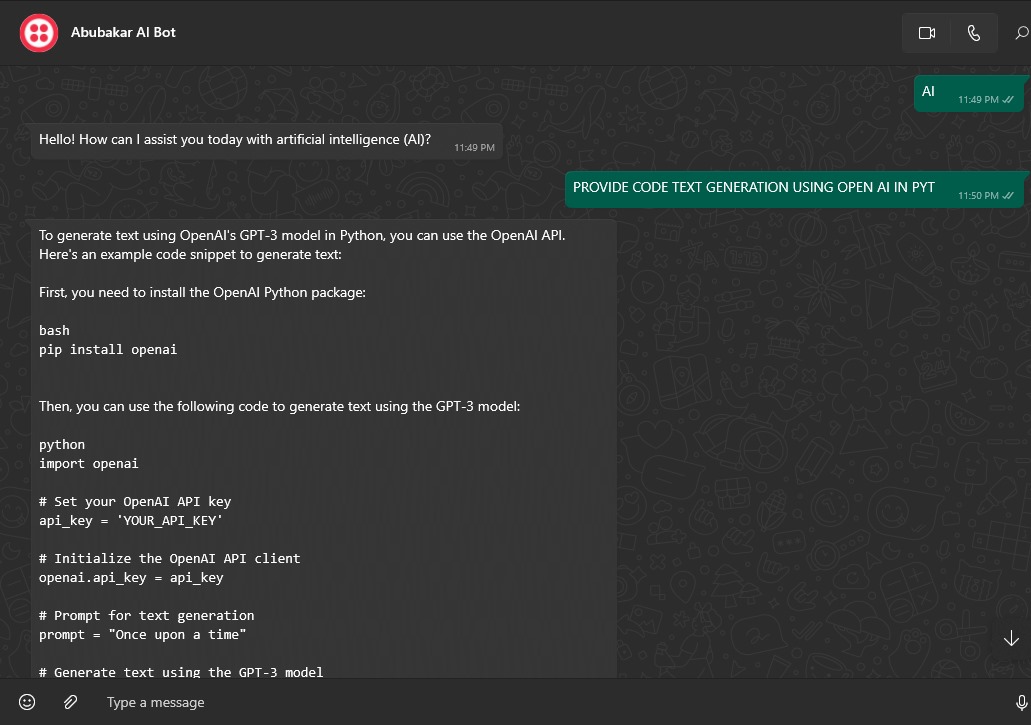 Abubakar AI Bot
AI
11:49 PM
Hello! How can I assist you today with artificial intelligence (AI)?
11:49 PM
PROVIDE CODE TEXT GENERATION USING OPEN AI IN PYT
11:50 PM
To generate text using OpenAI's GPT-3 model in Python, you can use the OpenAI API.
Here's an example code snippet to generate text:
First, you need to install the OpenAI Python package:
bash
pip install openai
Then, you can use the following code to generate text using the GPT-3 model:
python
import openai
# Set your OpenAI API key
api_key = 'YOUR_API_KEY'
# Initialize the OpenAI API client
openai.api_key = api_key
# Prompt for text generation
prompt = "Once upon a time"
# Generate text using the GPT-3 model
Type a message